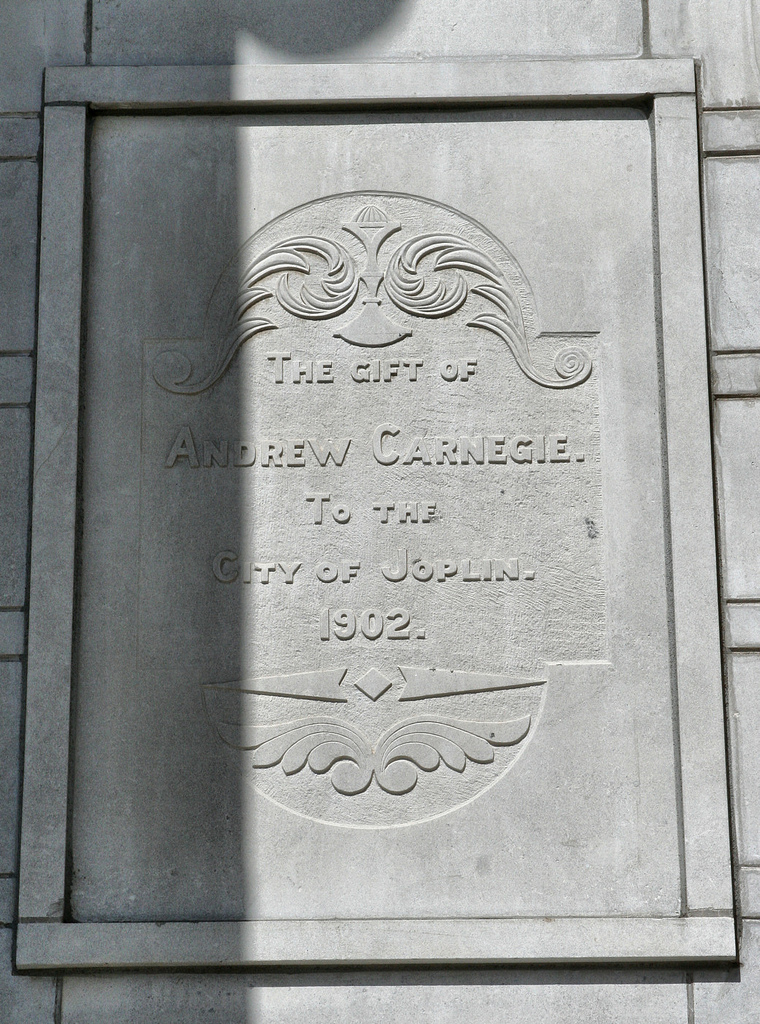 The gift of
Andrew Carnegie.
To the
City of Joplin.
1902.